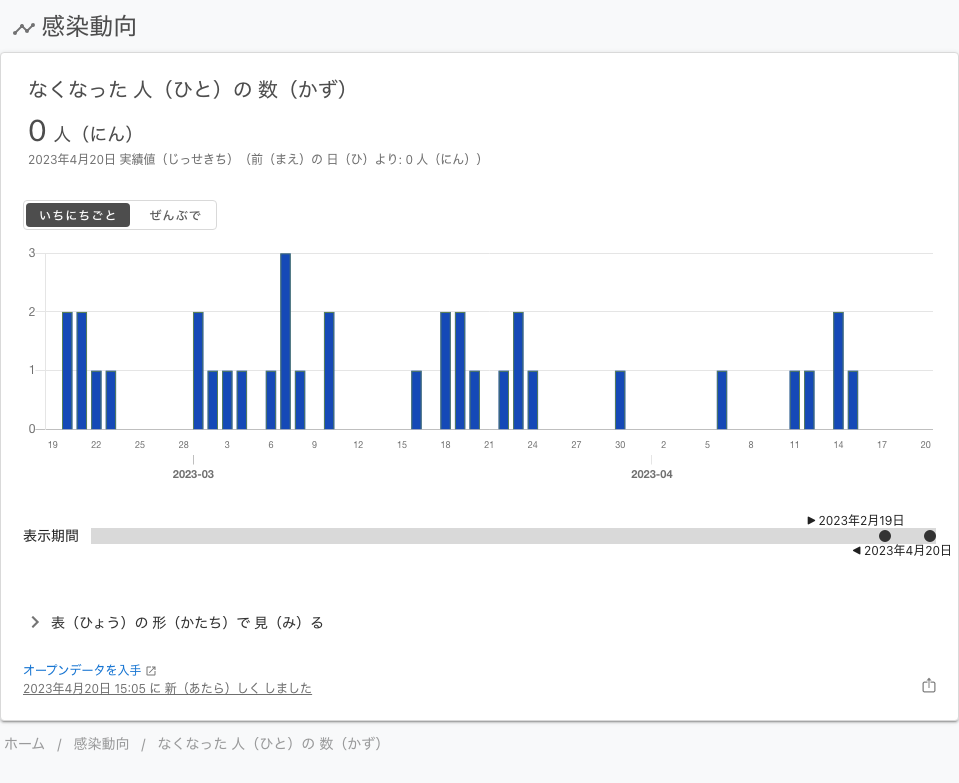 感染動向
なくなった 人（ひと）の 数（かず）
0 人（にん）
2023年4月20日 実績値（じっせきち）（前（まえ）の 日（ひ）より: 0 人（にん））
いちにちごと ぜんぶで
3
2
1
0
19 22 25 28 3 6 9 12 15 18 21 24 27 30 2 5 8 11 14 17 20
2023-03 2023-04
▶ 2023年2月19日
表示期間
◀ 2023年4月20日
表（ひょう）の 形（かたち）で 見（み）る
オープンデータを入手
2023年4月20日 15:05 に 新（あたら）しく しました
ホーム / 感染動向 / なくなった 人（ひと）の 数（かず）